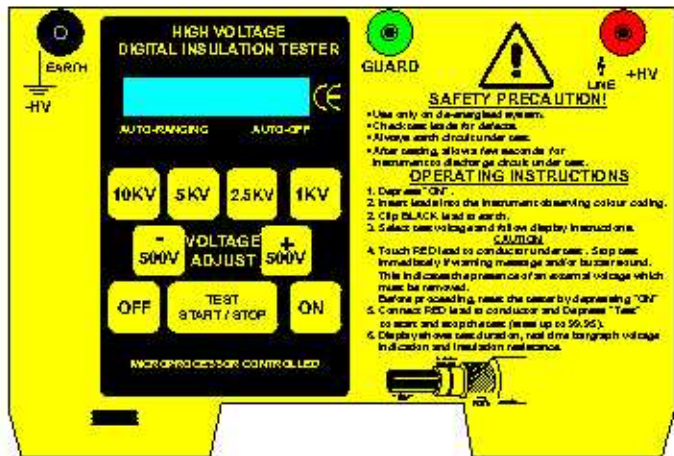 HIGH VOLTAGE
DIGITAL INSULATION TESTER
EARTH
-HV
CE
AUTO-RANGING AUTO-OFF
10KV 5KV 2.5KV 1KV
- 500V VOLTAGE ADJUST + 500V
OFF TEST START / STOP ON
MICROPROCESSOR CONTROLLED
GUARD
LINE +HV
SAFETY PRECAUTION!
•Use only on de-energised system.
•Check test leads for defects.
•Always earth circuit under test.
•After testing, allow a few seconds for
instrument to discharge circuit under test.
OPERATING INSTRUCTIONS
1. Depress "ON".
2. Insert leads into the instrument observing colour coding.
2. Clip BLACK lead to earth.
3. Select test voltage and follow display instructions.
CAUTION
4. Touch RED lead to conductor under test. Stop test
immediately if warning message and/or buzzer sound.
This indicates the presence of an external voltage which
must be removed.
Before proceeding, reset the tester by depressing "ON"
5. Connect RED lead to conductor and Depress "Test"
to start and stop the test
6. Display shows test duration, real time bargraph voltage
indication and insulation resistance.